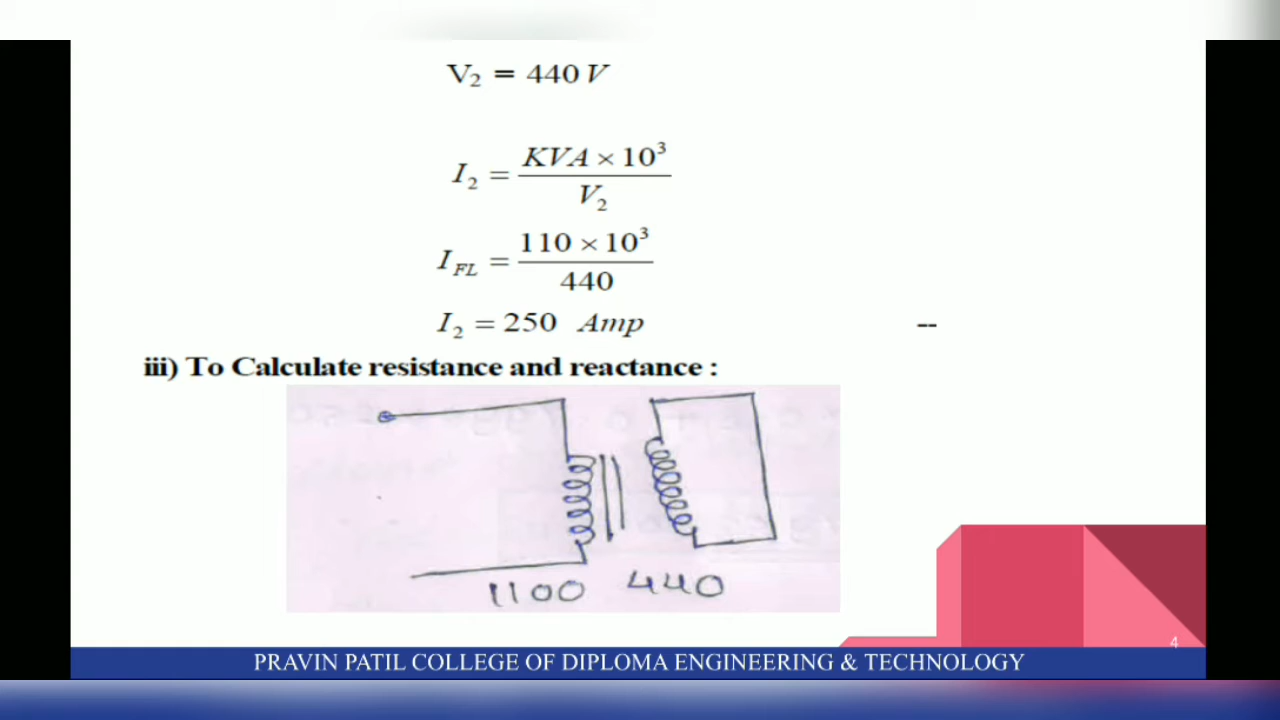 V₂ = 440 V
I₂ = KVA × 10³ / V₂
I_FL = 110 × 10³ / 440
I₂ = 250 Amp --
iii) To Calculate resistance and reactance :
1100 440
4
PRAVIN PATIL COLLEGE OF DIPLOMA ENGINEERING & TECHNOLOGY